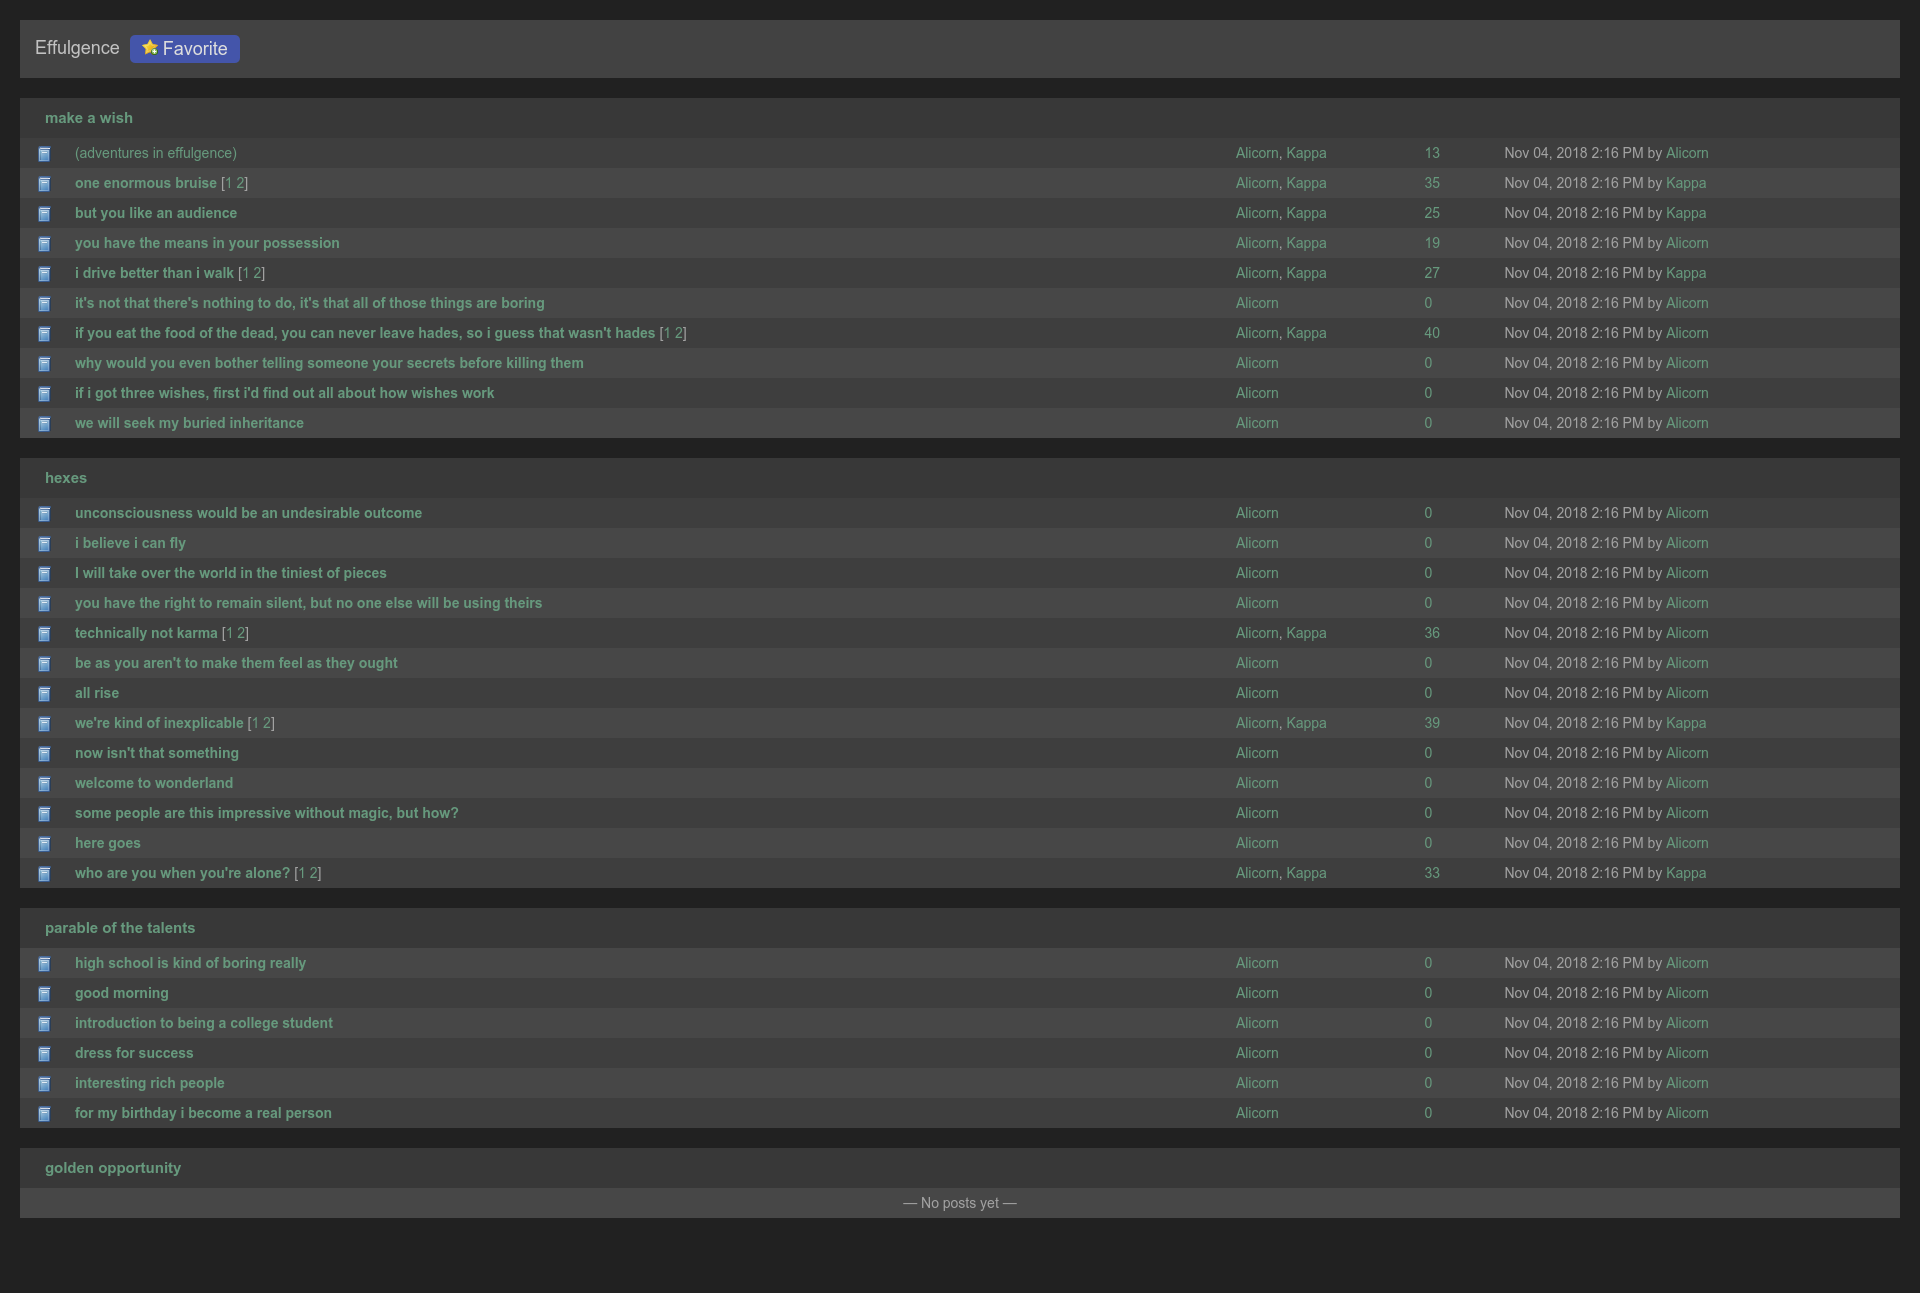 Effulgence Favorite
make a wish
(adventures in effulgence) Alicorn, Kappa 13 Nov 04, 2018 2:16 PM by Alicorn
one enormous bruise [1 2] Alicorn, Kappa 35 Nov 04, 2018 2:16 PM by Kappa
but you like an audience Alicorn, Kappa 25 Nov 04, 2018 2:16 PM by Kappa
you have the means in your possession Alicorn, Kappa 19 Nov 04, 2018 2:16 PM by Alicorn
i drive better than i walk [1 2] Alicorn, Kappa 27 Nov 04, 2018 2:16 PM by Kappa
it's not that there's nothing to do, it's that all of those things are boring Alicorn 0 Nov 04, 2018 2:16 PM by Alicorn
if you eat the food of the dead, you can never leave hades, so i guess that wasn't hades [1 2] Alicorn, Kappa 40 Nov 04, 2018 2:16 PM by Alicorn
why would you even bother telling someone your secrets before killing them Alicorn 0 Nov 04, 2018 2:16 PM by Alicorn
if i got three wishes, first i'd find out all about how wishes work Alicorn 0 Nov 04, 2018 2:16 PM by Alicorn
we will seek my buried inheritance Alicorn 0 Nov 04, 2018 2:16 PM by Alicorn
hexes
unconsciousness would be an undesirable outcome Alicorn 0 Nov 04, 2018 2:16 PM by Alicorn
i believe i can fly Alicorn 0 Nov 04, 2018 2:16 PM by Alicorn
I will take over the world in the tiniest of pieces Alicorn 0 Nov 04, 2018 2:16 PM by Alicorn
you have the right to remain silent, but no one else will be using theirs Alicorn 0 Nov 04, 2018 2:16 PM by Alicorn
technically not karma [1 2] Alicorn, Kappa 36 Nov 04, 2018 2:16 PM by Alicorn
be as you aren't to make them feel as they ought Alicorn 0 Nov 04, 2018 2:16 PM by Alicorn
all rise Alicorn 0 Nov 04, 2018 2:16 PM by Alicorn
we're kind of inexplicable [1 2] Alicorn, Kappa 39 Nov 04, 2018 2:16 PM by Kappa
now isn't that something Alicorn 0 Nov 04, 2018 2:16 PM by Alicorn
welcome to wonderland Alicorn 0 Nov 04, 2018 2:16 PM by Alicorn
some people are this impressive without magic, but how? Alicorn 0 Nov 04, 2018 2:16 PM by Alicorn
here goes Alicorn 0 Nov 04, 2018 2:16 PM by Alicorn
who are you when you're alone? [1 2] Alicorn, Kappa 33 Nov 04, 2018 2:16 PM by Kappa
parable of the talents
high school is kind of boring really Alicorn 0 Nov 04, 2018 2:16 PM by Alicorn
good morning Alicorn 0 Nov 04, 2018 2:16 PM by Alicorn
introduction to being a college student Alicorn 0 Nov 04, 2018 2:16 PM by Alicorn
dress for success Alicorn 0 Nov 04, 2018 2:16 PM by Alicorn
interesting rich people Alicorn 0 Nov 04, 2018 2:16 PM by Alicorn
for my birthday i become a real person Alicorn 0 Nov 04, 2018 2:16 PM by Alicorn
golden opportunity
— No posts yet —